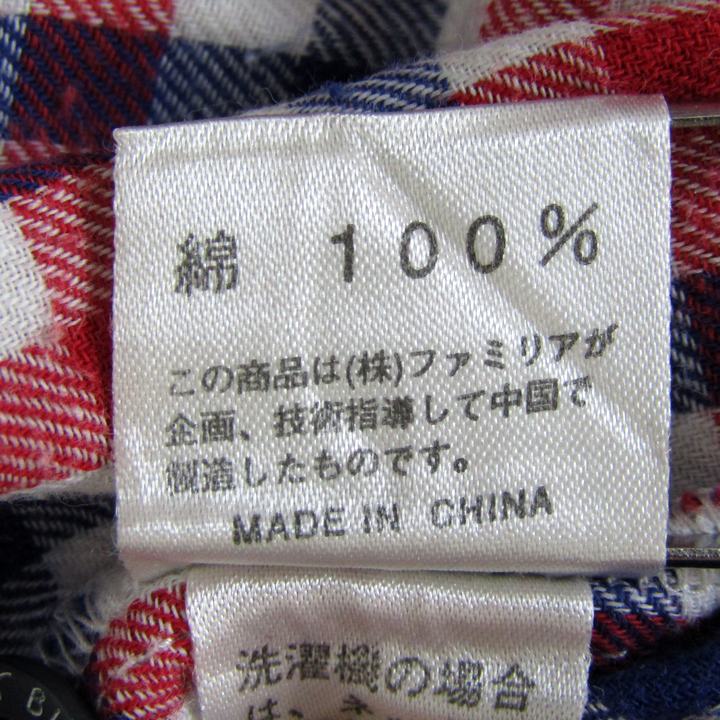 綿 100%
この商品は(株)ファミリアが
企画、技術指導して中国で
製造したものです。
MADE IN CHINA
洗濯機の場合
は、ネ